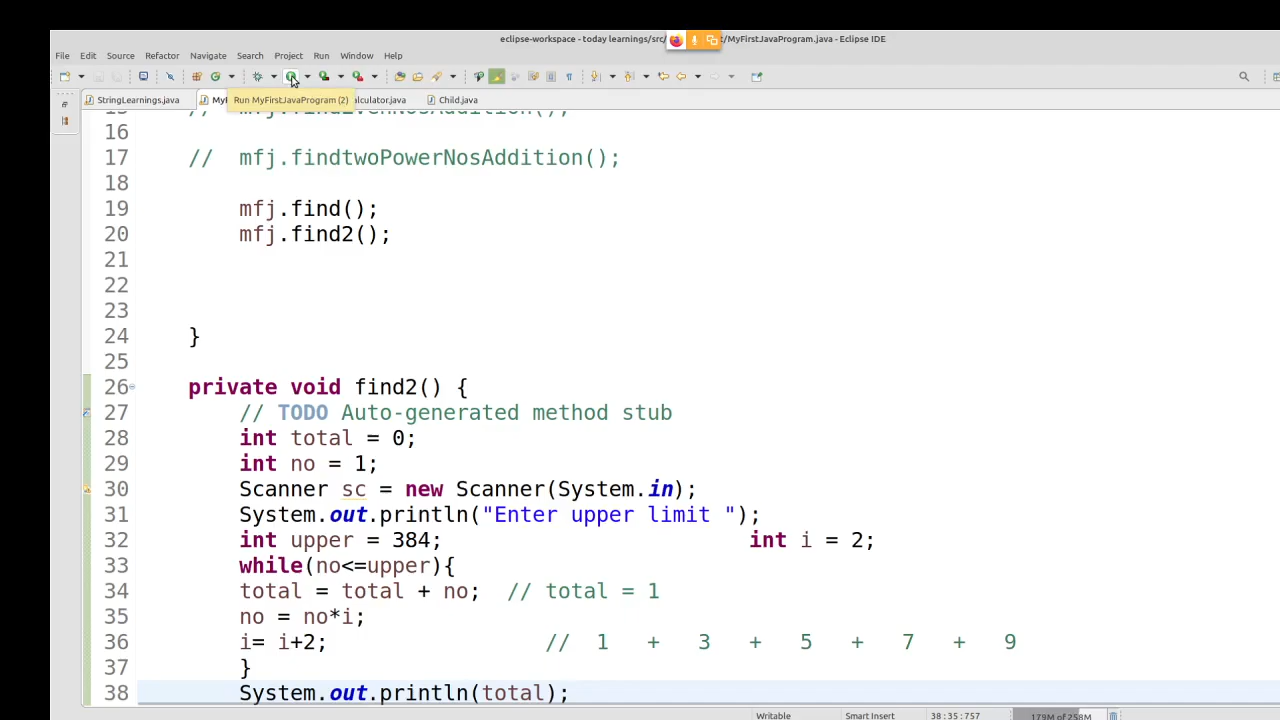 eclipse-workspace - today learnings/src/ t/MyFirstJavaProgram.java - Eclipse IDE
File Edit Source Refactor Navigate Search Project Run Window Help
StringLearnings.java MyF alculator.java Child.java
Run MyFirstJavaProgram (2)
16
17 // mfj.findtwoPowerNosAddition();
18
19 mfj.find();
20 mfj.find2();
21
22
23
24 }
25
26 private void find2() {
27 // TODO Auto-generated method stub
28 int total = 0;
29 int no = 1;
30 Scanner sc = new Scanner(System.in);
31 System.out.println("Enter upper limit ");
32 int upper = 384; int i = 2;
33 while(no<=upper){
34 total = total + no; // total = 1
35 no = no*i;
36 i= i+2; // 1 + 3 + 5 + 7 + 9
37 }
38 System.out.println(total);
Writable Smart Insert 38:35:757 179M of 258M